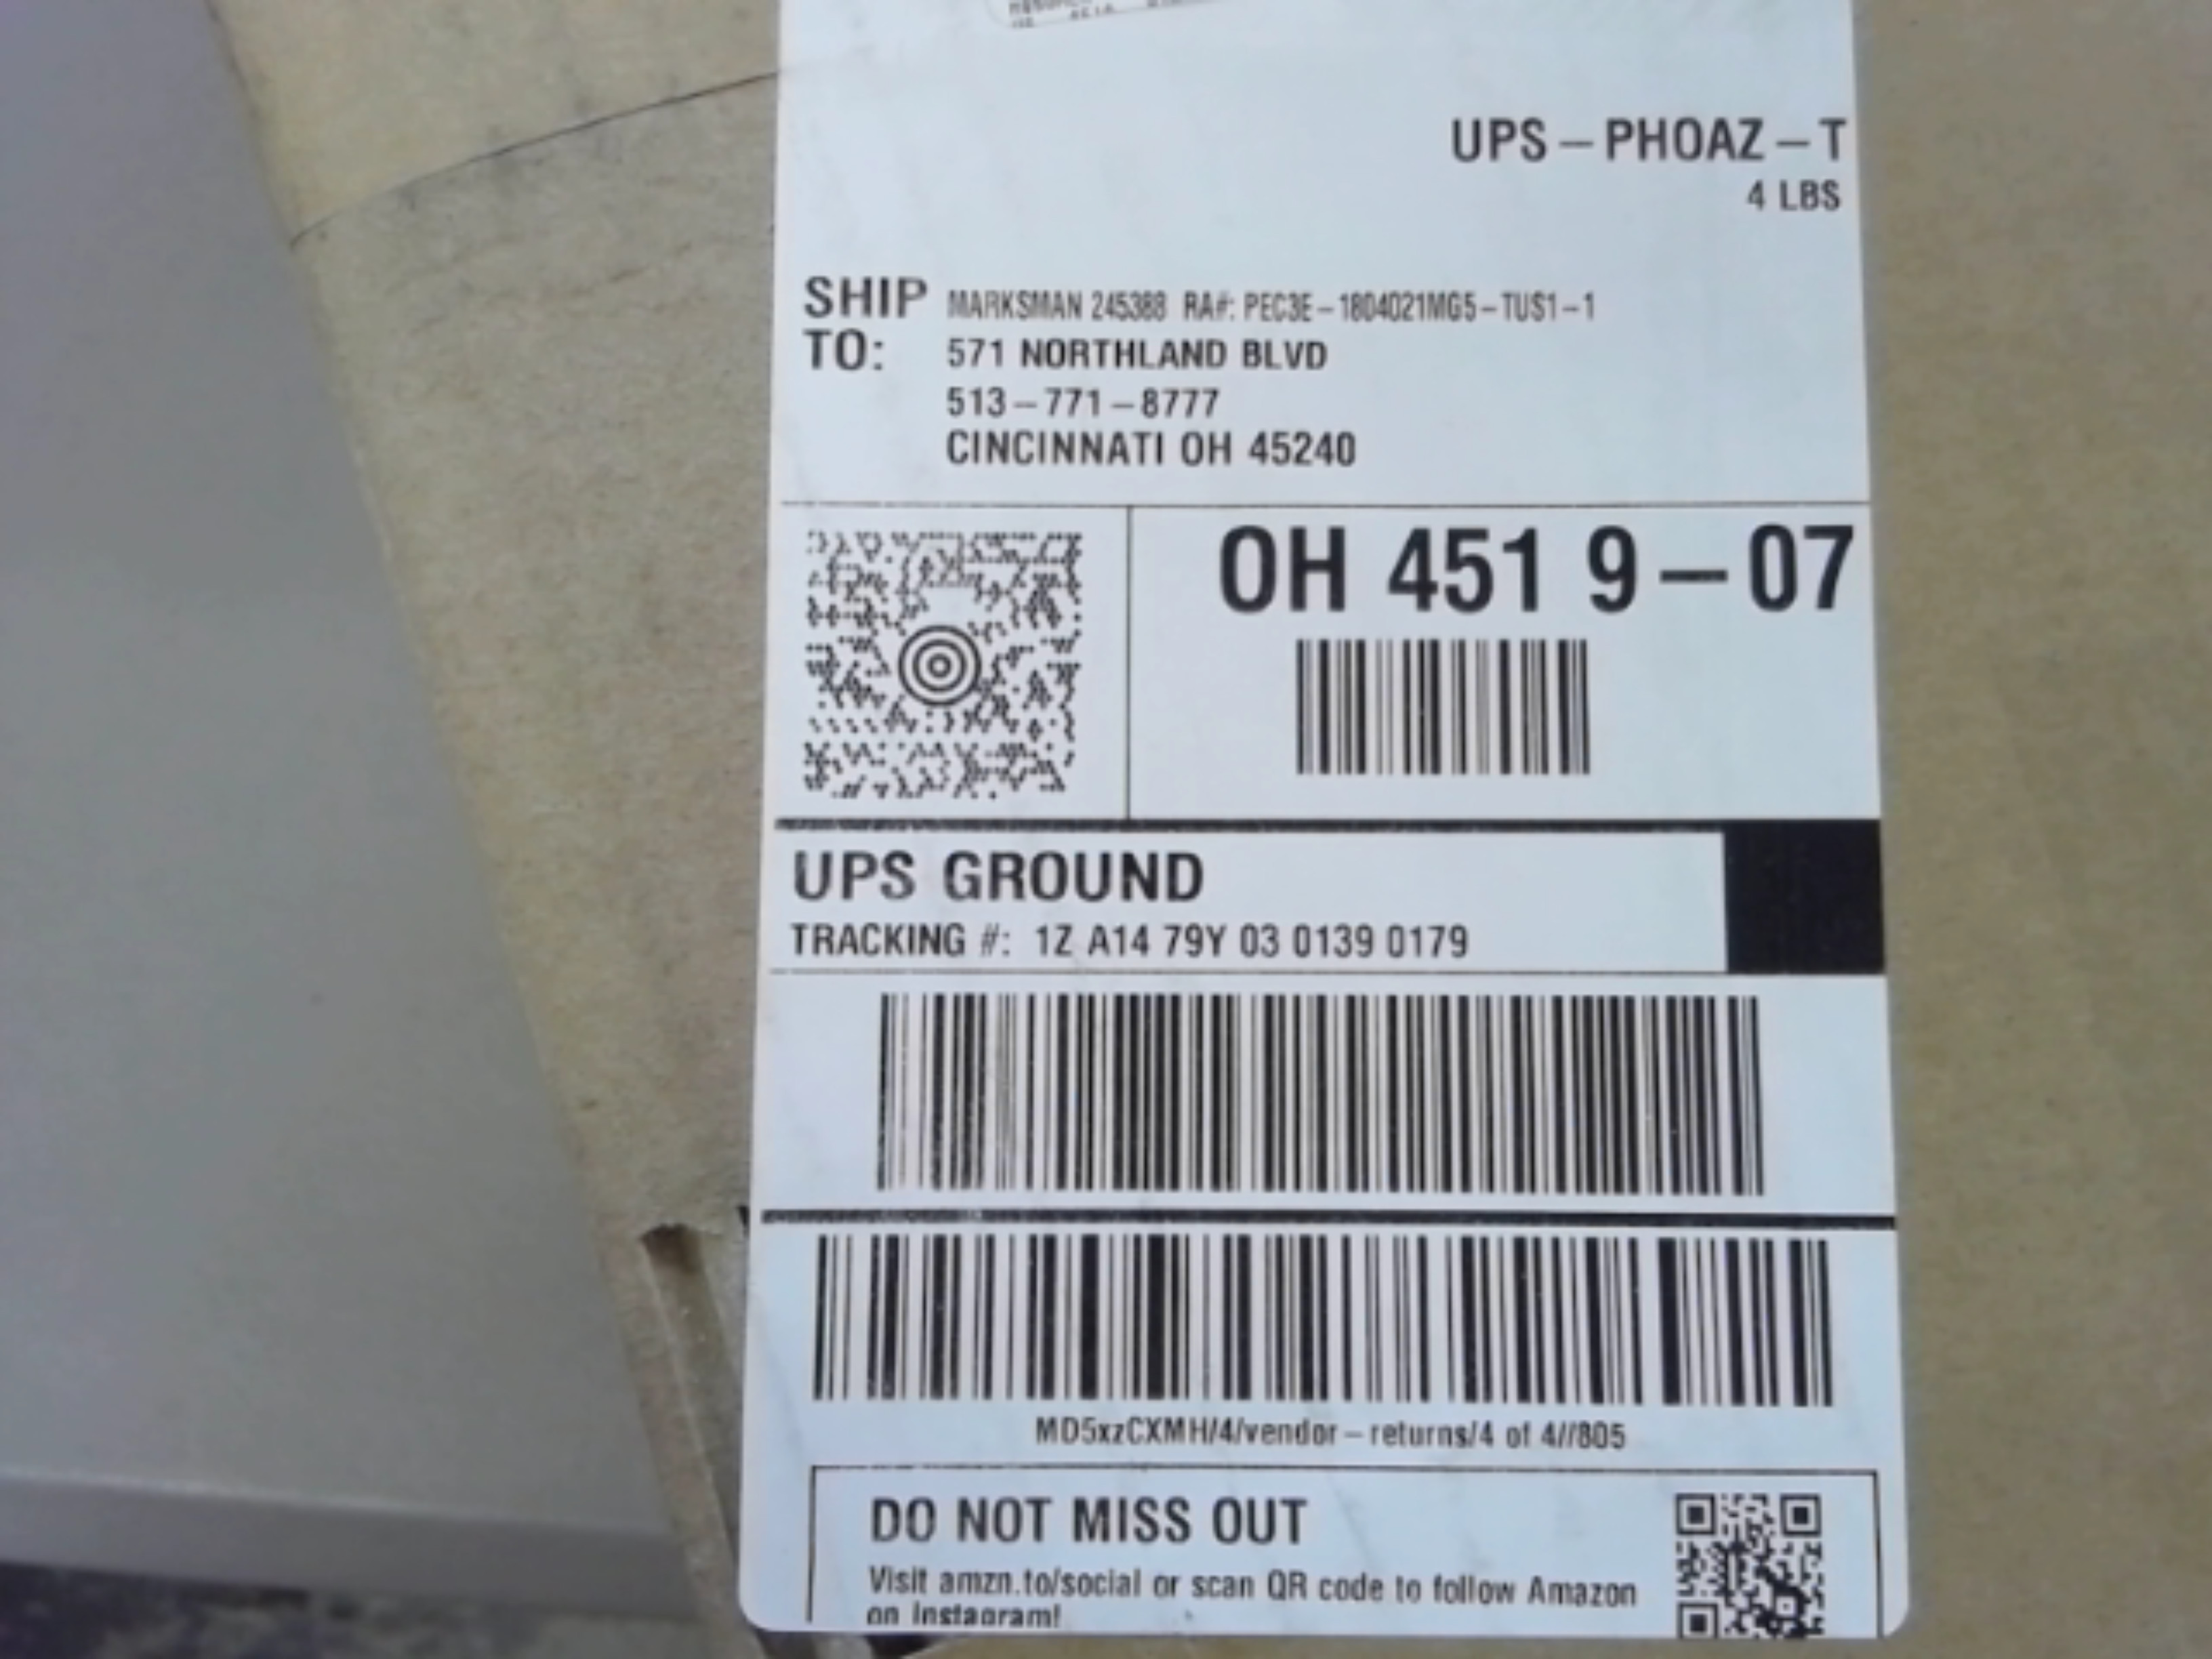 UPS-PHOAZ-T
4 LBS
SHIP TO:
MARKSMAN 245388 RA#: PEC3E-1804021MG5-TUS1-1
571 NORTHLAND BLVD
513-771-8777
CINCINNATI OH 45240
OH 451 9-07
UPS GROUND
TRACKING #: 1Z A14 79Y 03 0139 0179
MD5xzCXMH/4/vendor-returns/4 of 4//805
DO NOT MISS OUT
Visit amzn.to/social or scan QR code to follow Amazon
on Instagram!